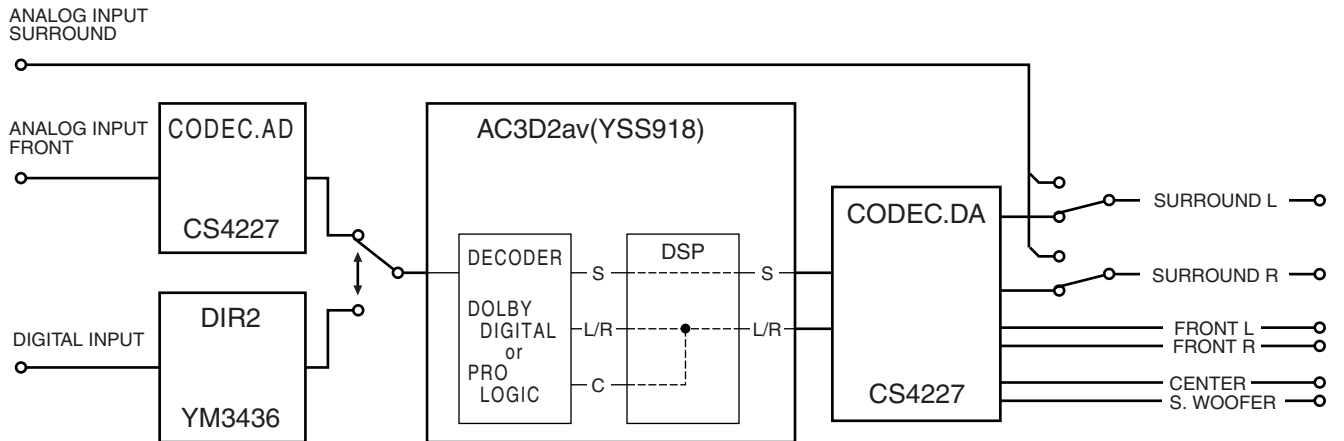 ANALOG INPUT
SURROUND
ANALOG INPUT
FRONT
CODEC.AD
CS4227
DIGITAL INPUT
DIR2
YM3436
AC3D2av(YSS918)
DECODER
DOLBY
DIGITAL
or
PRO
LOGIC
S
L/R
C
DSP
S
L/R
CODEC.DA
CS4227
SURROUND L
SURROUND R
FRONT L
FRONT R
CENTER
S. WOOFER